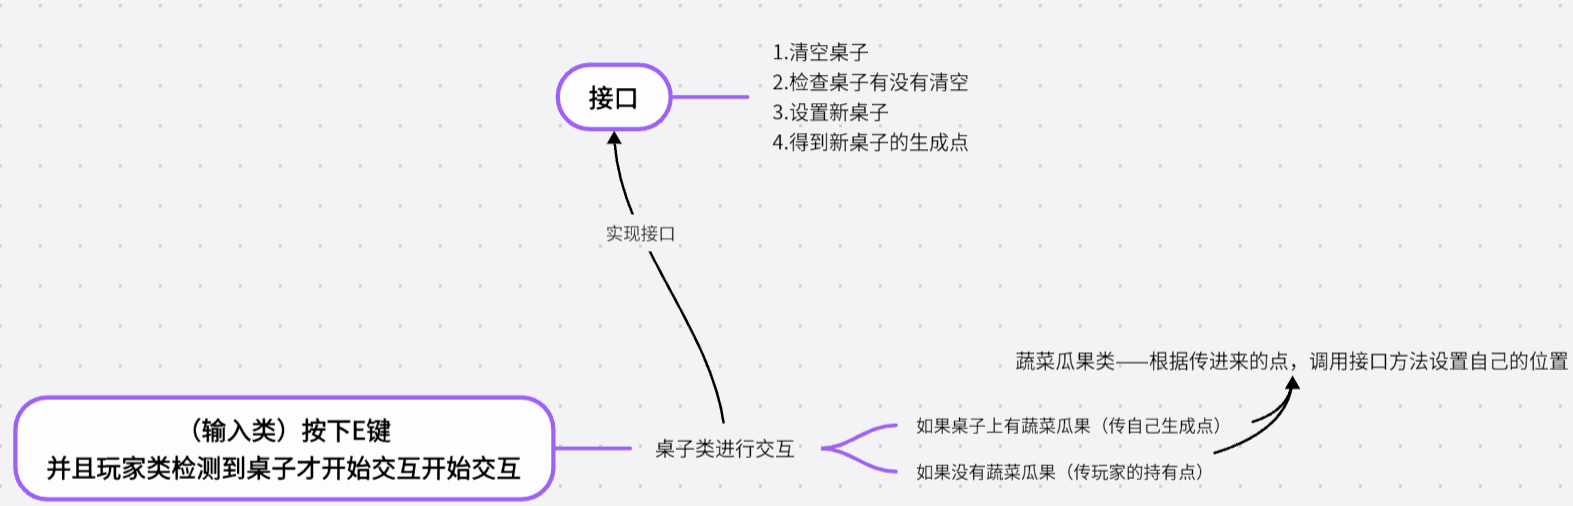 接口
1.清空桌子
2.检查桌子有没有清空
3.设置新桌子
4.得到新桌子的生成点
实现接口
蔬菜瓜果类——根据传进来的点，调用接口方法设置自己的位置
（输入类）按下E键
并且玩家类检测到桌子才开始交互开始交互
桌子类进行交互
如果桌子上有蔬菜瓜果（传自己生成点）
如果没有蔬菜瓜果（传玩家的持有点）